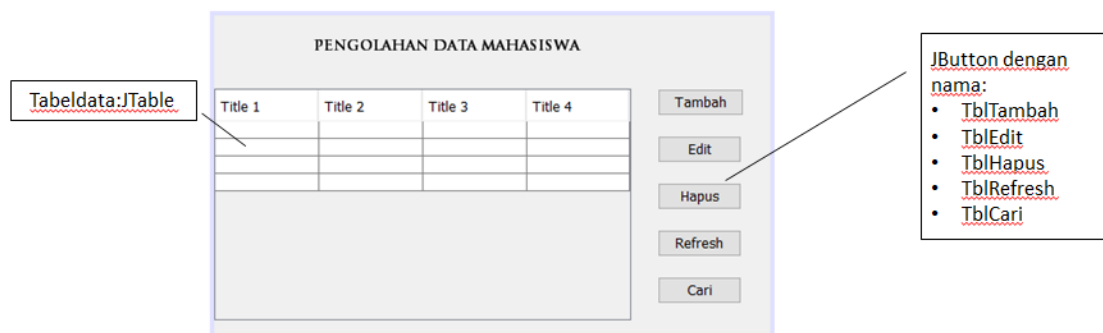 PENGOLAHAN DATA MAHASISWA
Tabeldata:JTable
Title 1 Title 2 Title 3 Title 4
Tambah
Edit
Hapus
Refresh
Cari
JButton dengan
nama:
• TblTambah
• TblEdit
• TblHapus
• TblRefresh
• TblCari